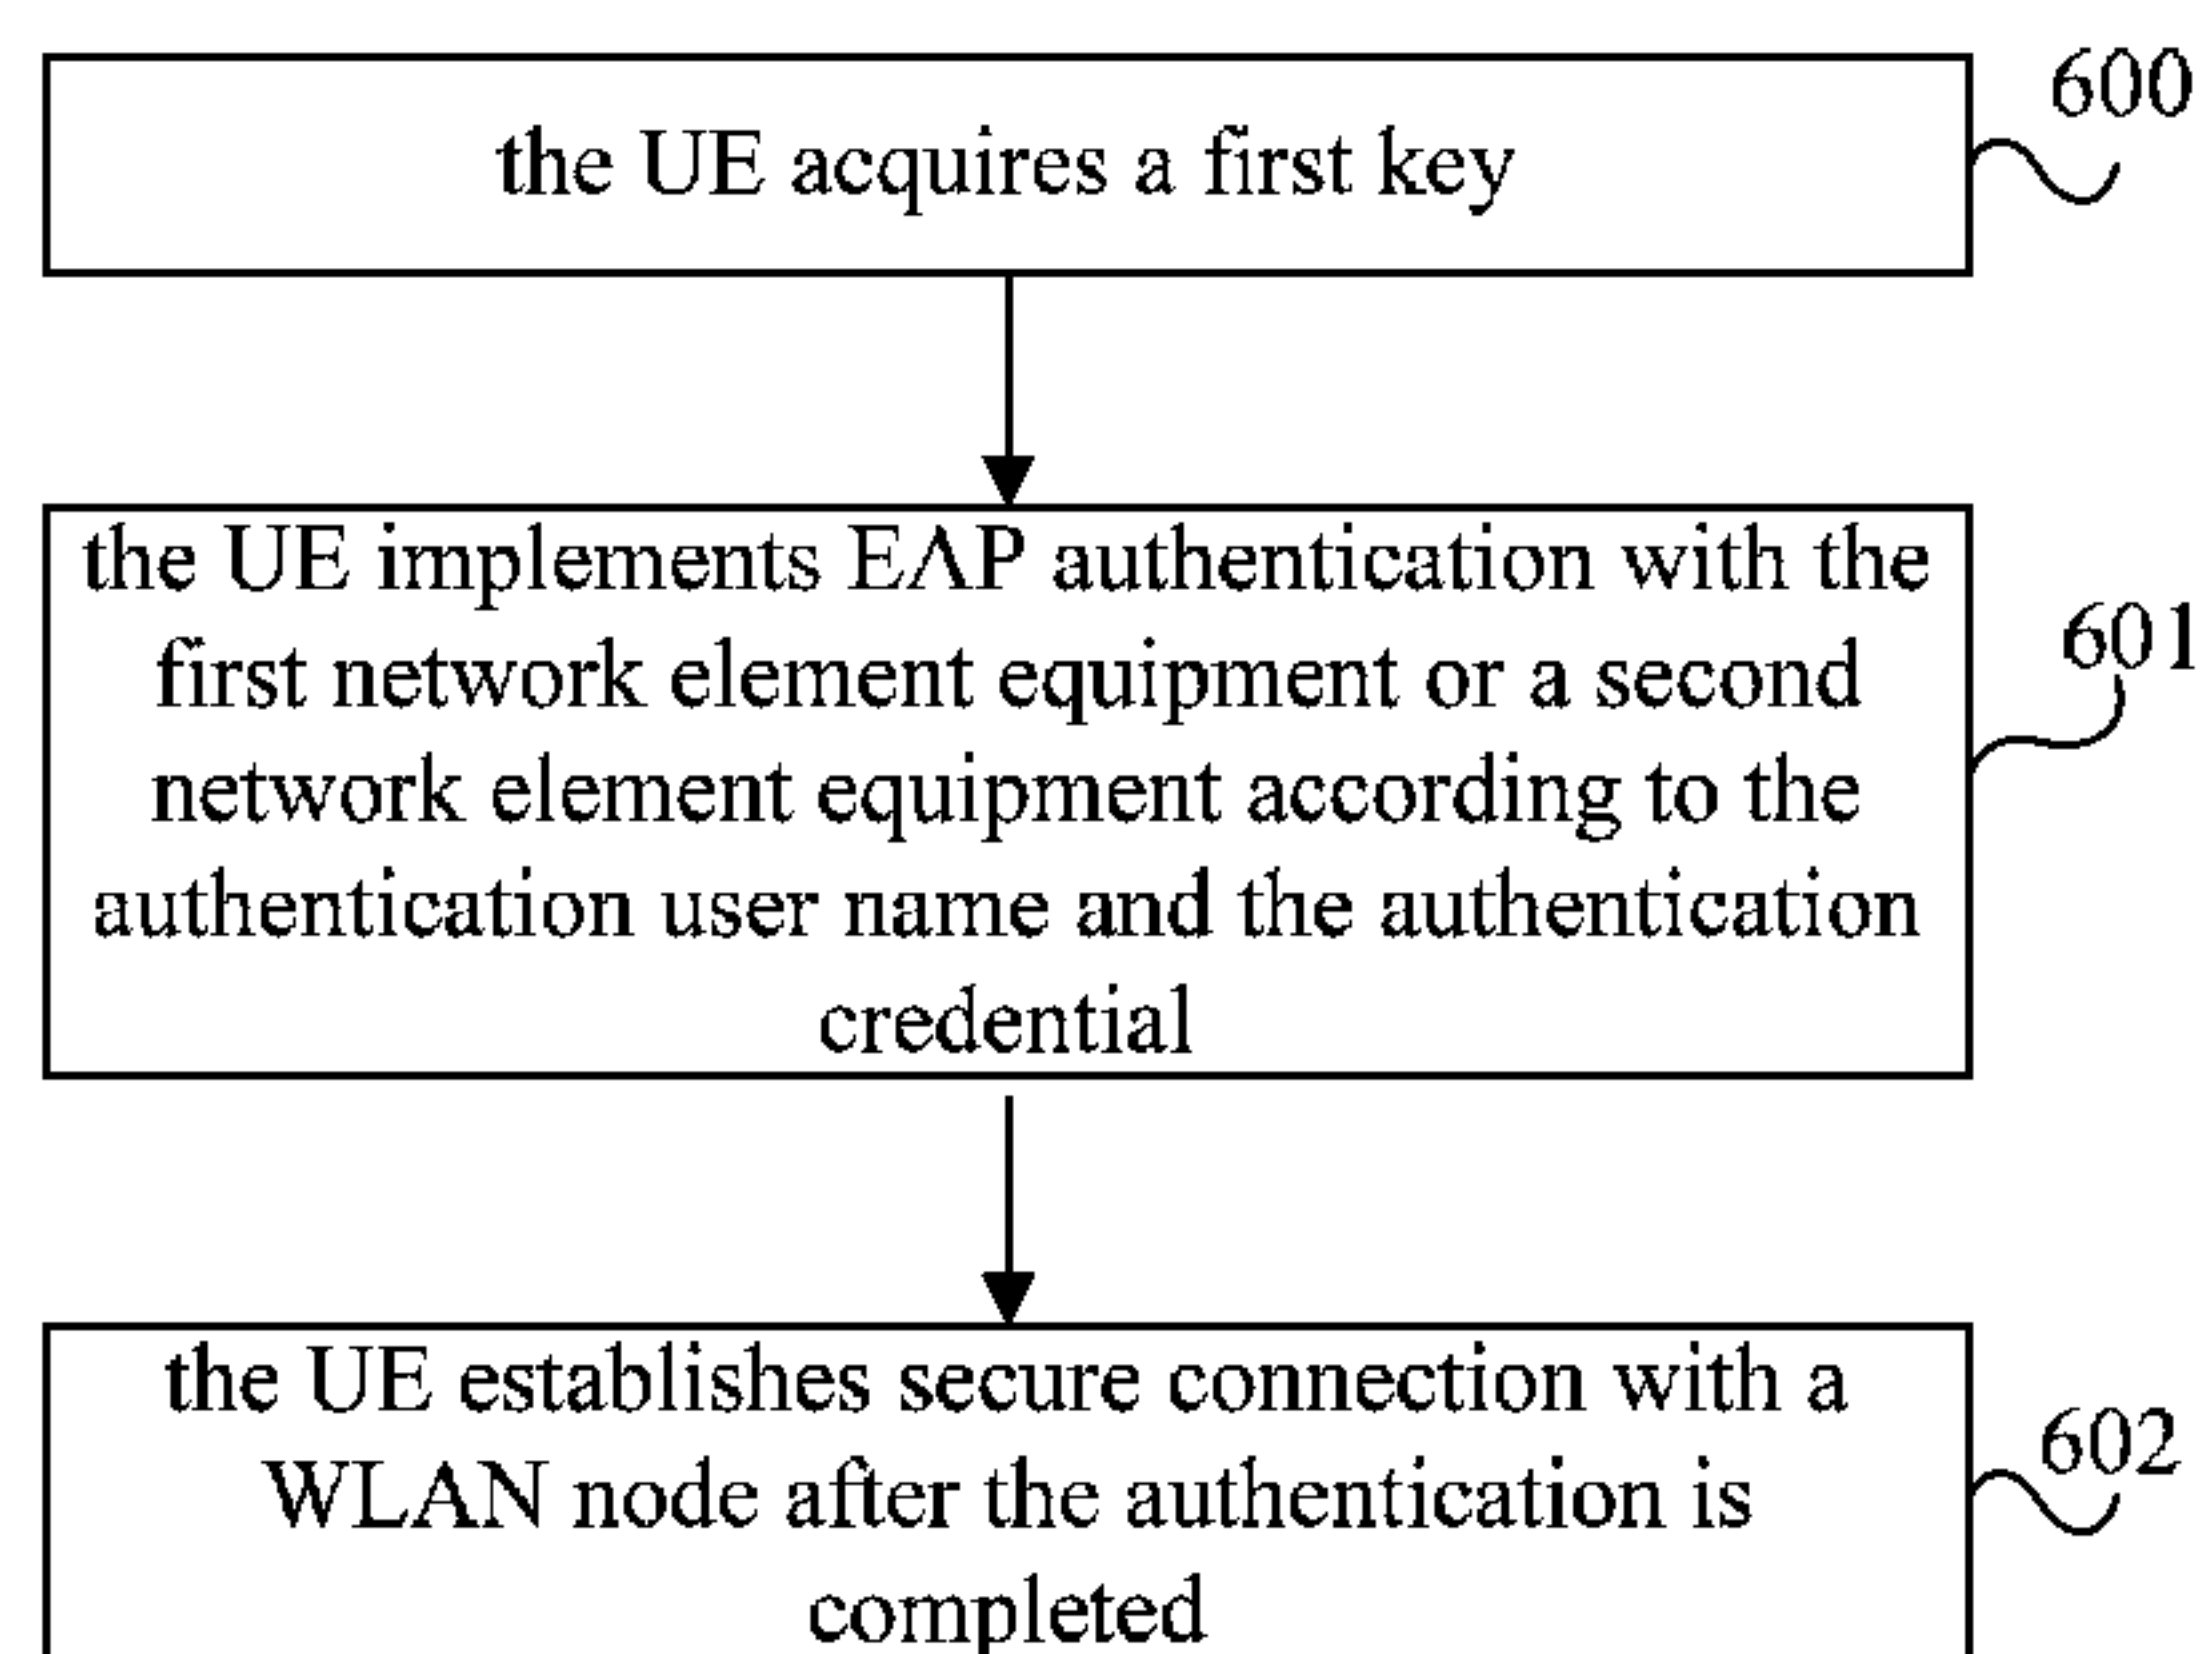 the UE acquires a first key
600
the UE implements EAP authentication with the
first network element equipment or a second
network element equipment according to the
authentication user name and the authentication
credential
601
the UE establishes secure connection with a
WLAN node after the authentication is
completed
602